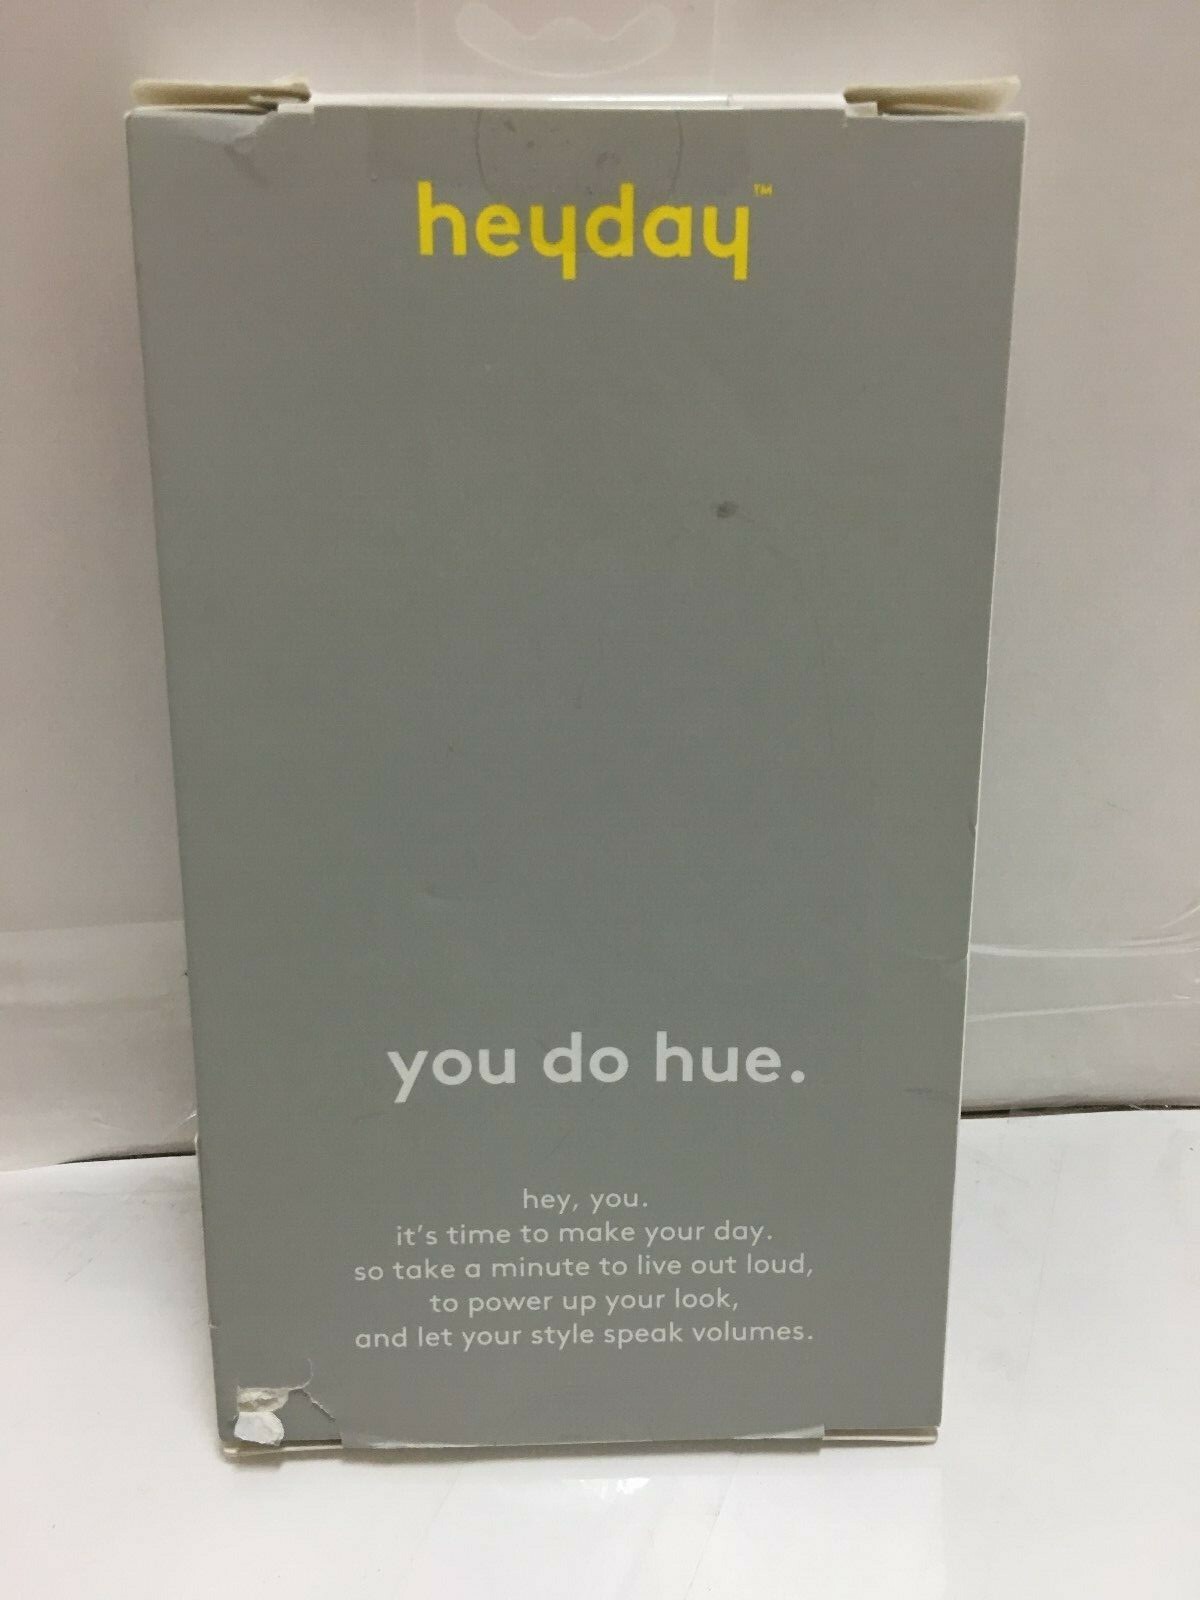 heyday™
you do hue.
hey, you.
it's time to make your day.
so take a minute to live out loud,
to power up your look,
and let your style speak volumes.